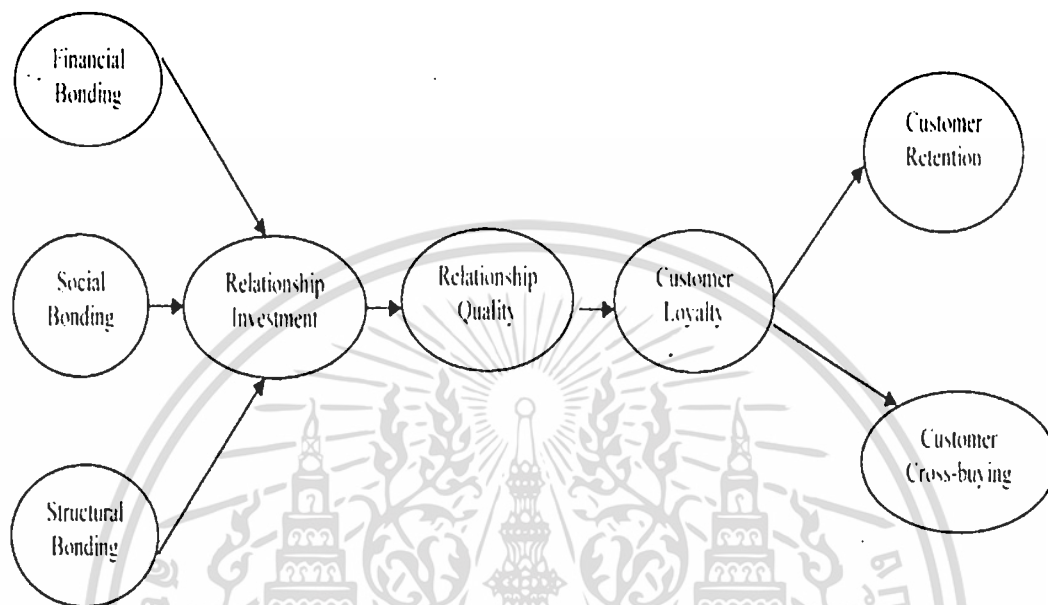 Financial
Bonding
Customer
Retention
Social
Bonding
Relationship
Investment
Relationship
Quality
Customer
Loyalty
Customer
Cross-buying
Structural
Bonding